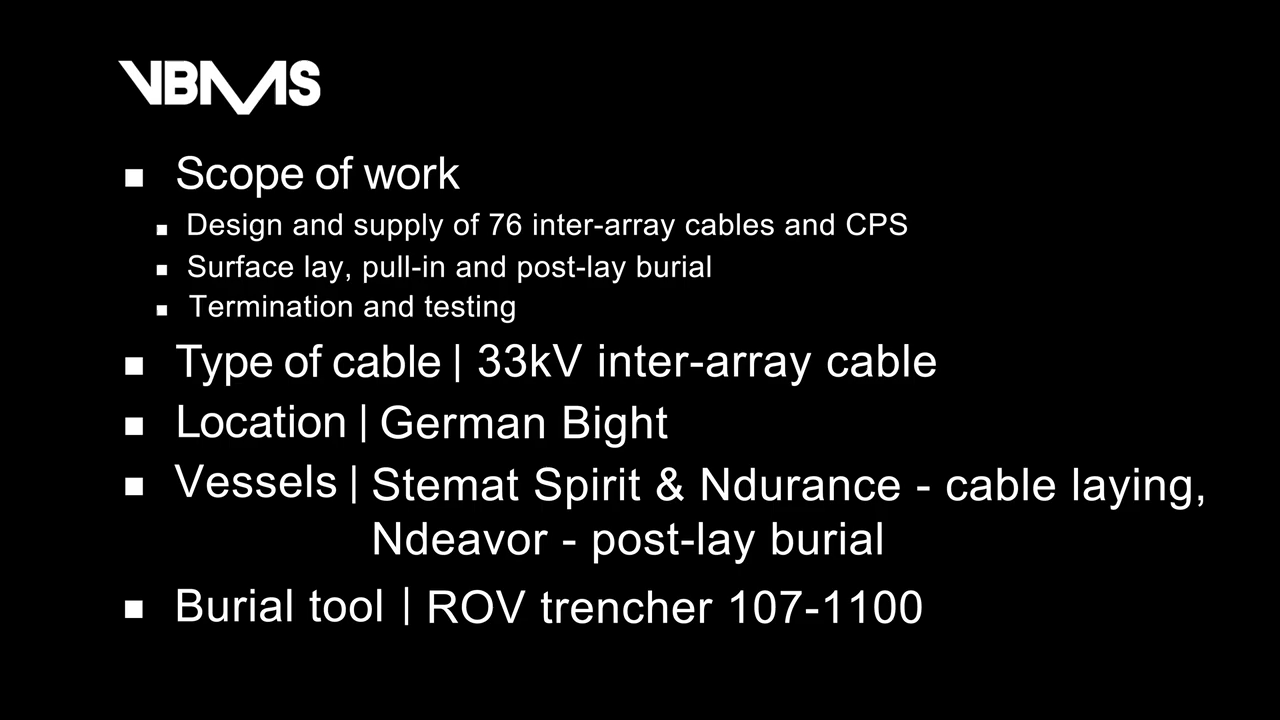 VBMS
Scope of work
Design and supply of 76 inter-array cables and CPS
Surface lay, pull-in and post-lay burial
Termination and testing
Type of cable | 33kV inter-array cable
Location | German Bight
Vessels | Stemat Spirit & Ndurance - cable laying,
Ndeavor - post-lay burial
Burial tool | ROV trencher 107-1100